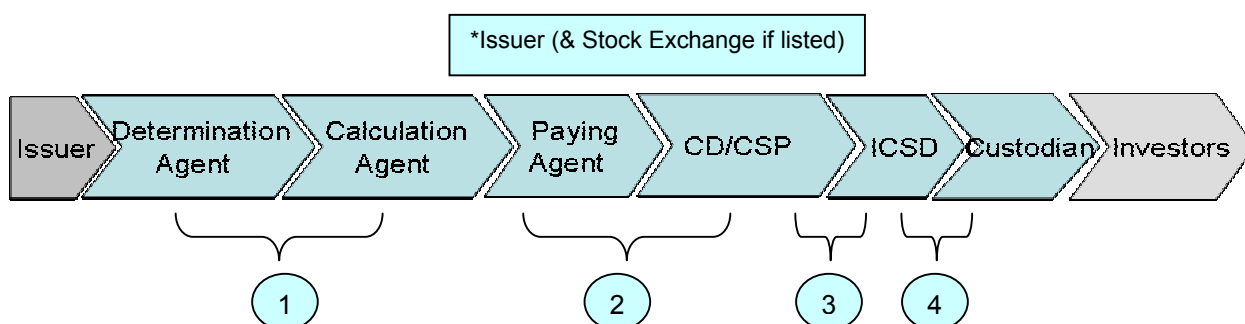 *Issuer (& Stock Exchange if listed)
Issuer
Determination
Agent
Calculation
Agent
Paying
Agent
CD/CSP
ICSD
Custodian
Investors
1
2
3
4